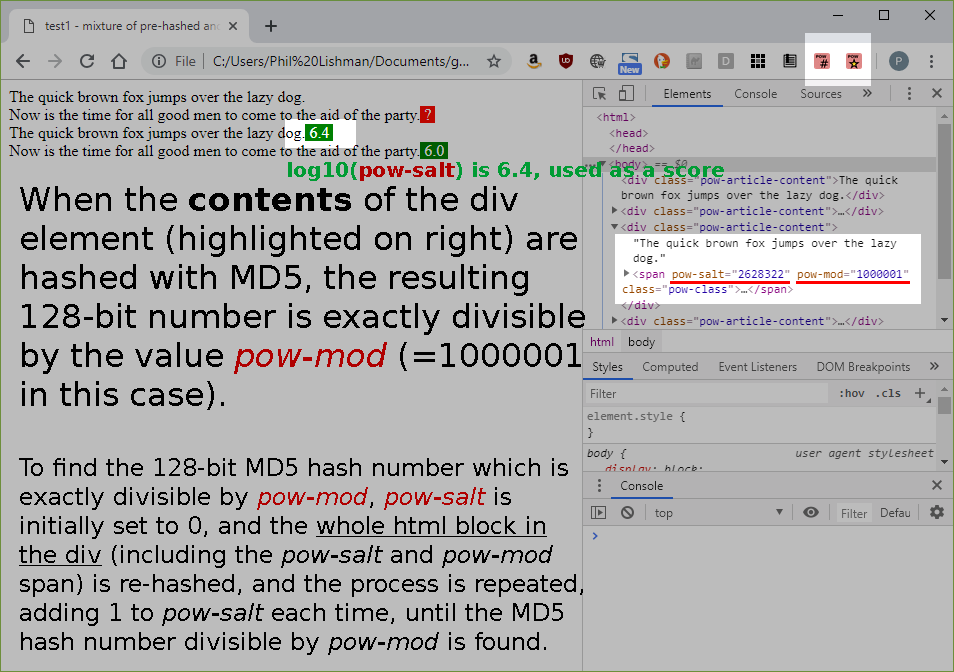 test1 - mixture of pre-hashed and
File | C:/Users/Phil%20Lishman/Documents/g...
New
P
The quick brown fox jumps over the lazy dog.
Now is the time for all good men to come to the aid of the party. ?
The quick brown fox jumps over the lazy dog. 6.4
Now is the time for all good men to come to the aid of the party. 6.0
log10(pow-salt) is 6.4, used as a score
When the contents of the div
element (highlighted on right) are
hashed with MD5, the resulting
128-bit number is exactly divisible
by the value pow-mod (=1000001
in this case).
To find the 128-bit MD5 hash number which is
exactly divisible by pow-mod, pow-salt is
initially set to 0, and the whole html block in
the div (including the pow-salt and pow-mod
span) is re-hashed, and the process is repeated,
adding 1 to pow-salt each time, until the MD5
hash number divisible by pow-mod is found.
Elements Console Sources »
<html>
<head>
</head>
<body> == $0
<div class="pow-article-content">The quick
brown fox jumps over the lazy dog.</div>
<div class="pow-article-content">…</div>
<div class="pow-article-content">
"The quick brown fox jumps over the lazy
dog."
<span pow-salt="2628322" pow-mod="1000001"
class="pow-class">…</span>
</div>
<div class="pow-article-content">…</div>
html body
Styles Computed Event Listeners DOM Breakpoints »
Filter :hov .cls +
element.style {
}
body { user agent stylesheet
display: block;
Console
top Filter Defau